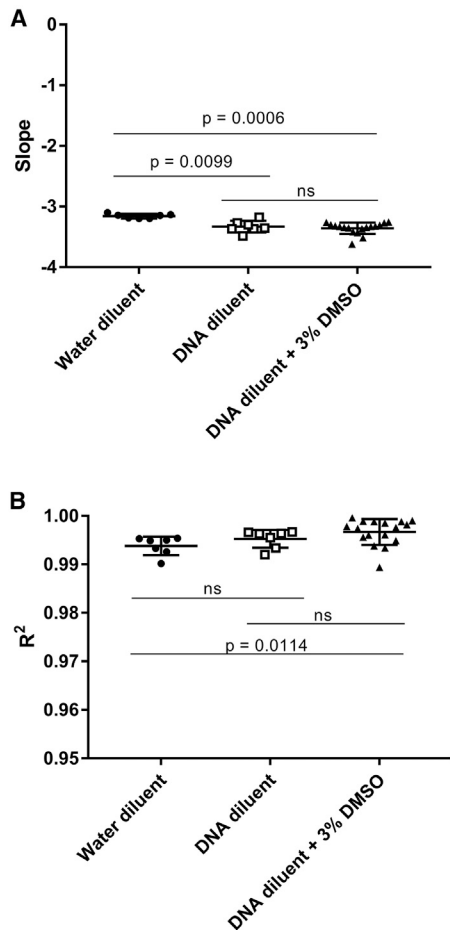 A
0
-1
-2
-3
-4
Slope
p = 0.0006
p = 0.0099
ns
Water diluent
DNA diluent
DNA diluent + 3% DMSO
B
1.00
0.99
0.98
0.97
0.96
0.95
R²
ns
ns
p = 0.0114
Water diluent
DNA diluent
DNA diluent + 3% DMSO